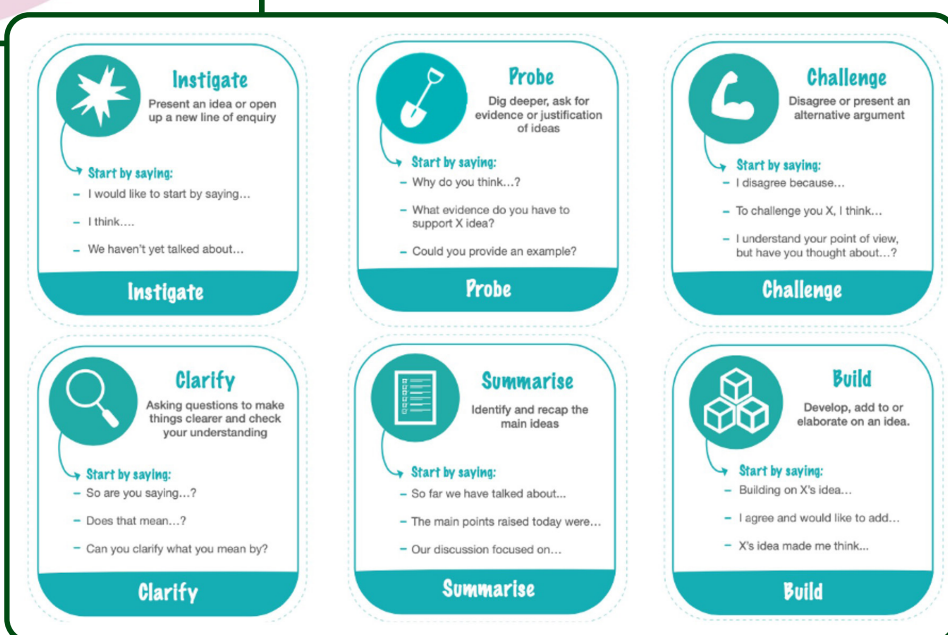 Instigate
Present an idea or open
up a new line of enquiry
Start by saying:
– I would like to start by saying...
– I think....
– We haven't yet talked about...
Instigate
Probe
Dig deeper, ask for
evidence or justification
of ideas
Start by saying:
– Why do you think...?
– What evidence do you have to
support X idea?
– Could you provide an example?
Probe
Challenge
Disagree or present an
alternative argument
Start by saying:
– I disagree because...
– To challenge you X, I think...
– I understand your point of view,
but have you thought about...?
Challenge
Clarify
Asking questions to make
things clearer and check
your understanding
Start by saying:
– So are you saying...?
– Does that mean...?
– Can you clarify what you mean by?
Clarify
Summarise
Identify and recap the
main ideas
Start by saying:
– So far we have talked about...
– The main points raised today were...
– Our discussion focused on...
Summarise
Build
Develop, add to or
elaborate on an idea.
Start by saying:
– Building on X's idea...
– I agree and would like to add...
– X's idea made me think...
Build